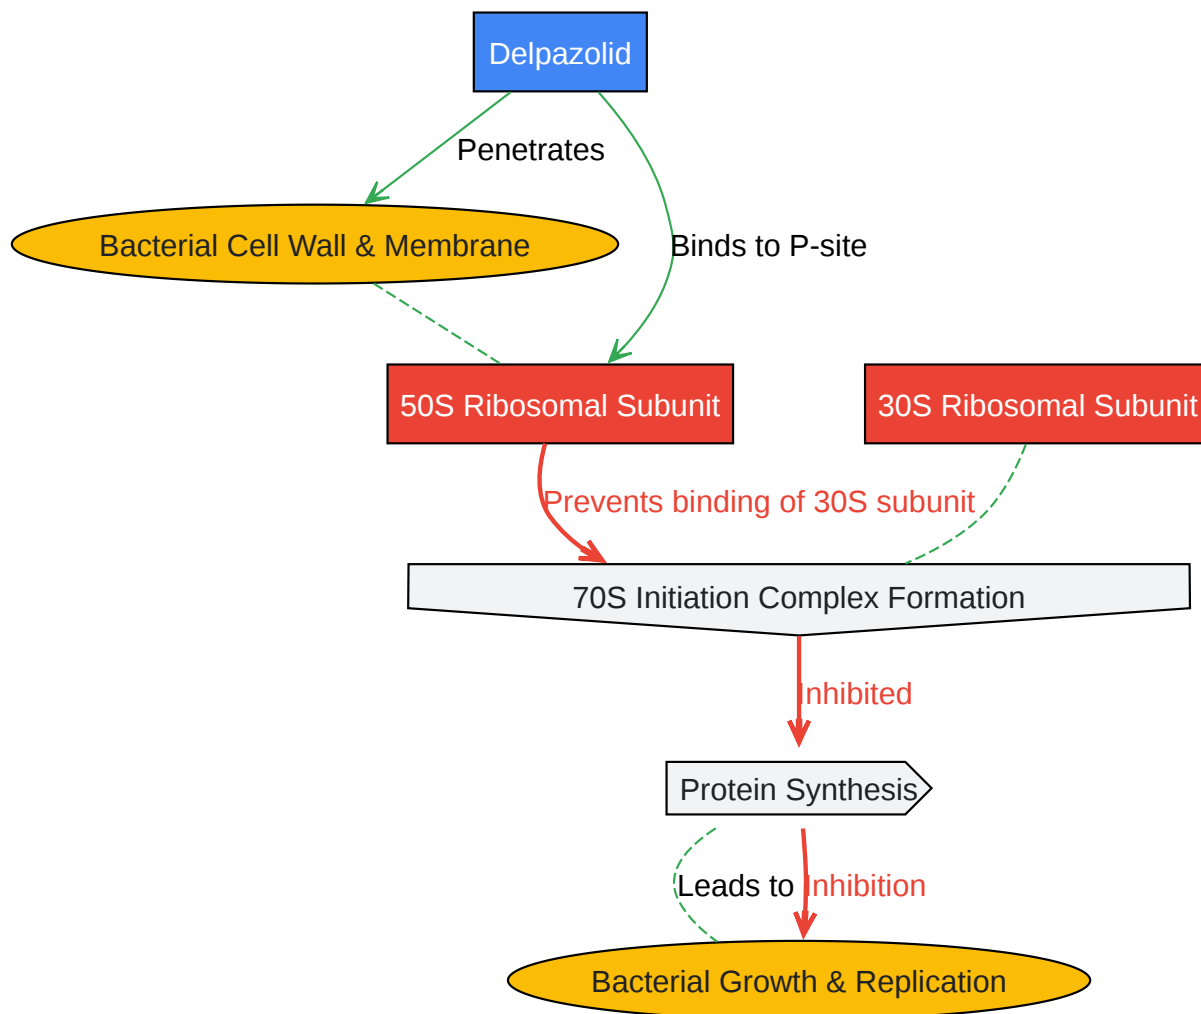 Delpazolid
Penetrates
Bacterial Cell Wall & Membrane
Binds to P-site
50S Ribosomal Subunit
30S Ribosomal Subunit
Prevents binding of 30S subunit
70S Initiation Complex Formation
Inhibited
Protein Synthesis
Leads to
Inhibition
Bacterial Growth & Replication